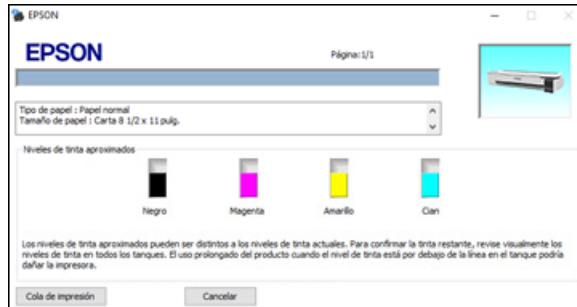 EPSON
EPSON
Página: 1/1
Tipo de papel : Papel normal
Tamaño de papel : Carta 8 1/2 x 11 pulg.
Niveles de tinta aproximados
Negro
Magenta
Amarillo
Cian
Los niveles de tinta aproximados pueden ser distintos a los niveles de tinta actuales. Para confirmar la tinta restante, revise visualmente los
niveles de tinta en todos los tanques. El uso prolongado del producto cuando el nivel de tinta está por debajo de la línea en el tanque podría
dañar la impresora.
Cola de impresión
Cancelar